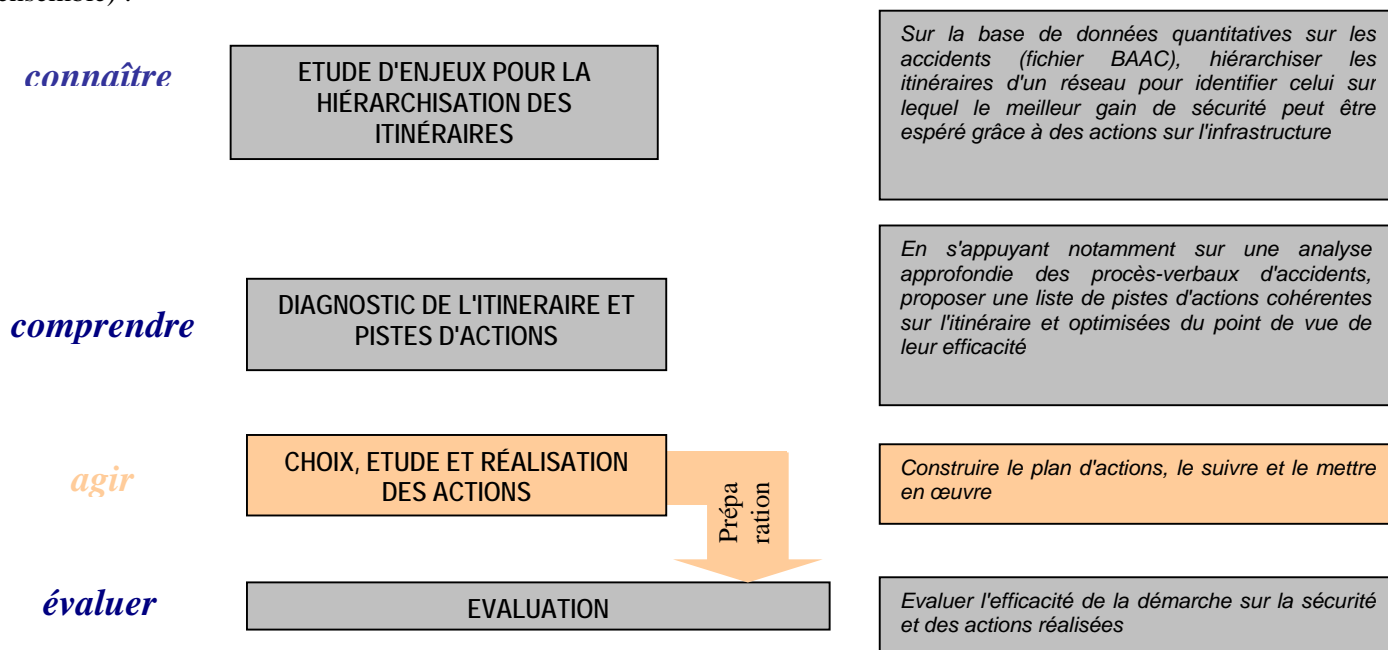 ensemble) :
connaître
ETUDE D'ENJEUX POUR LA
HIÉRARCHISATION DES
ITINÉRAIRES
Sur la base de données quantitatives sur les
accidents (fichier BAAC), hiérarchiser les
itinéraires d'un réseau pour identifier celui sur
lequel le meilleur gain de sécurité peut être
espéré grâce à des actions sur l'infrastructure
comprendre
DIAGNOSTIC DE L'ITINERAIRE ET
PISTES D'ACTIONS
En s'appuyant notamment sur une analyse
approfondie des procès-verbaux d'accidents,
proposer une liste de pistes d'actions cohérentes
sur l'itinéraire et optimisées du point de vue de
leur efficacité
agir
CHOIX, ETUDE ET RÉALISATION
DES ACTIONS
Prépa
ration
Construire le plan d'actions, le suivre et le mettre
en œuvre
évaluer
EVALUATION
Evaluer l'efficacité de la démarche sur la sécurité
et des actions réalisées